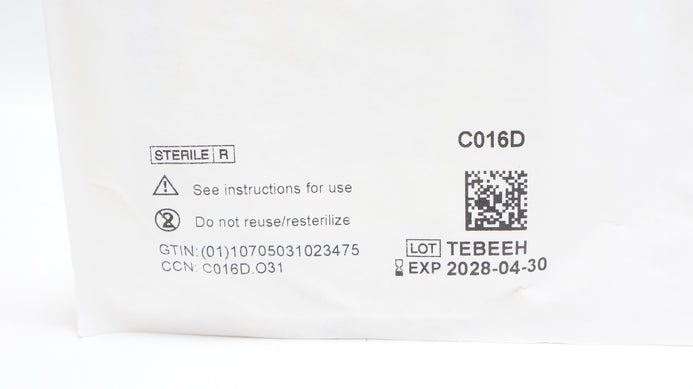 C016D
STERILE R
See instructions for use
Do not reuse/resterilize
GTIN:(01)10705031023475
CCN: C016D.O31
LOT TEBEEH
EXP 2028-04-30